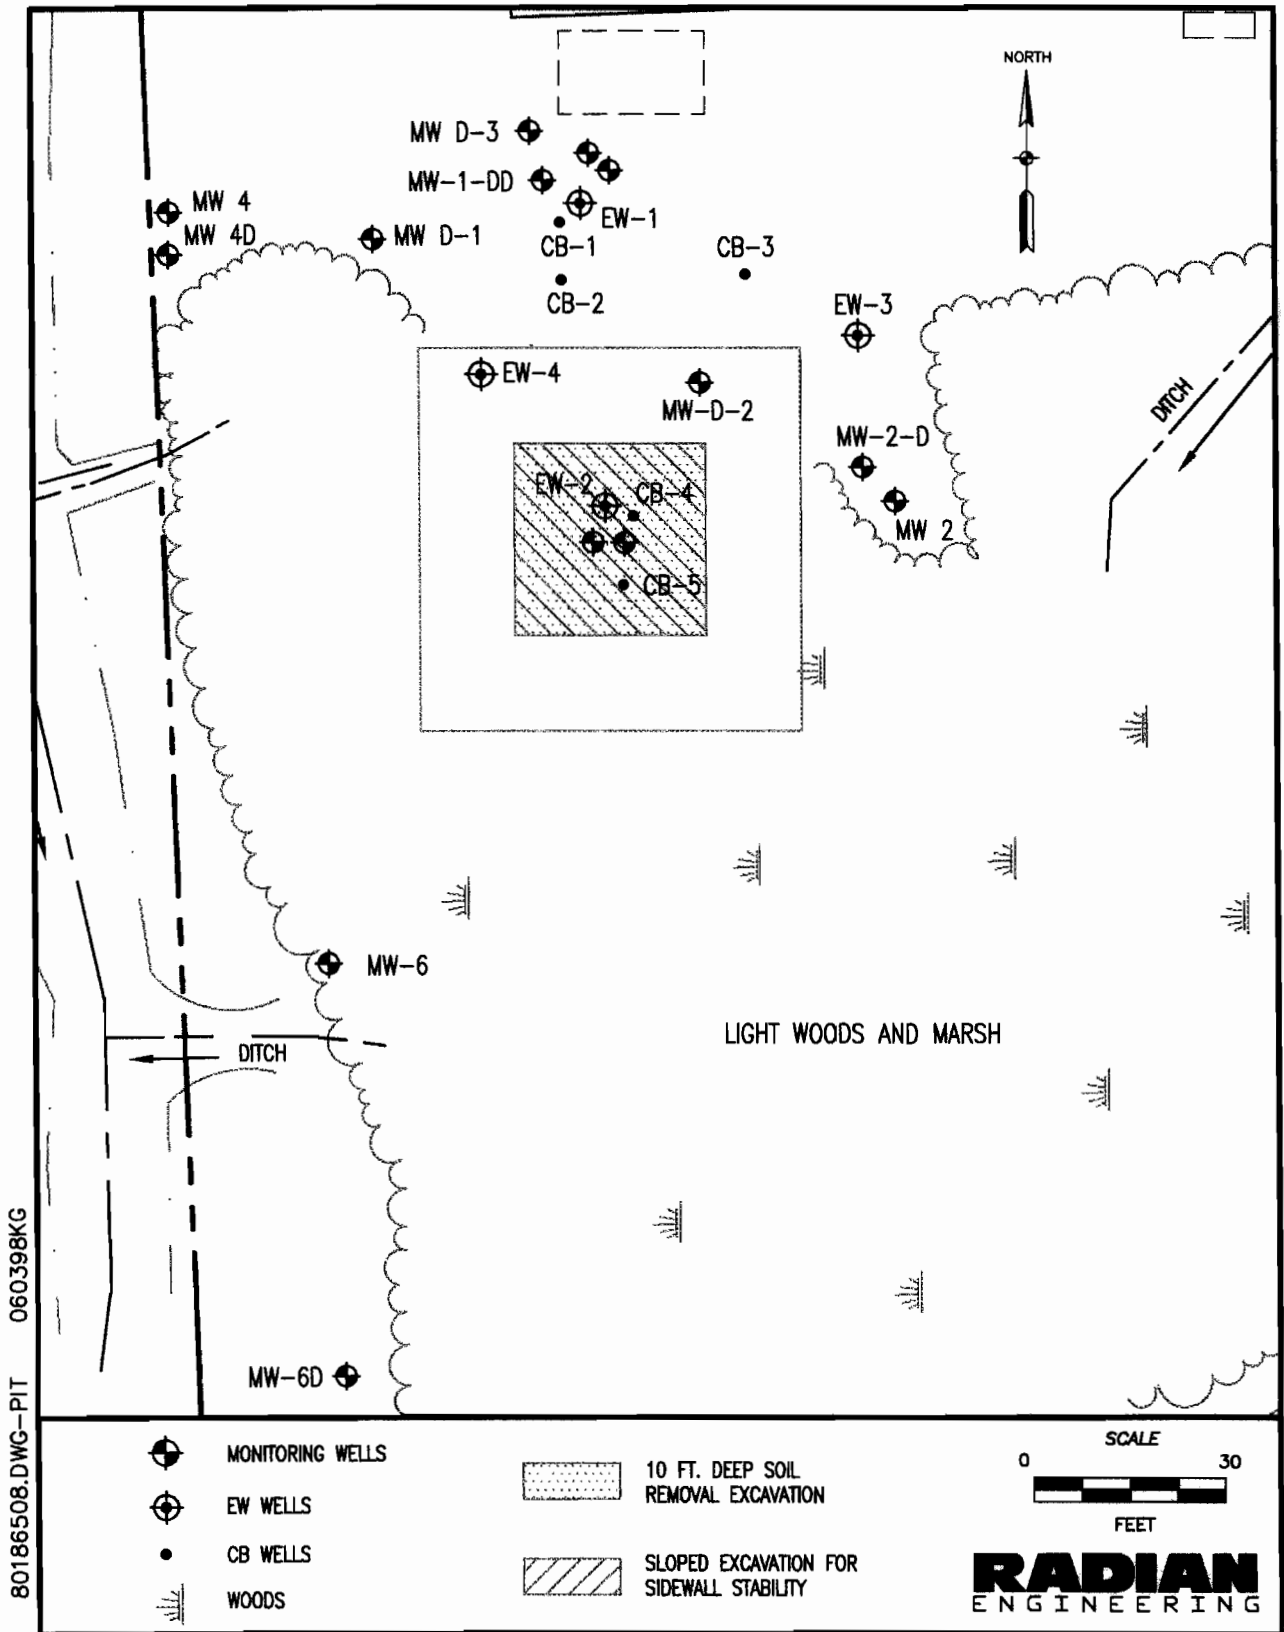 NORTH
MW D-3
MW-1-DD
MW 4
EW-1
MW 4D
MW D-1
CB-1
CB-3
CB-2
EW-3
EW-4
DITCH
MW-D-2
MW-2-D
EW-2
CB-4
MW 2
CB-5
MW-6
LIGHT WOODS AND MARSH
DITCH
MW-6D
80186508.DWG-PIT 060398KG
MONITORING WELLS
EW WELLS
CB WELLS
WOODS
10 FT. DEEP SOIL
REMOVAL EXCAVATION
SLOPED EXCAVATION FOR
SIDEWALL STABILITY
SCALE
0 30
FEET
RADIAN
ENGINEERING